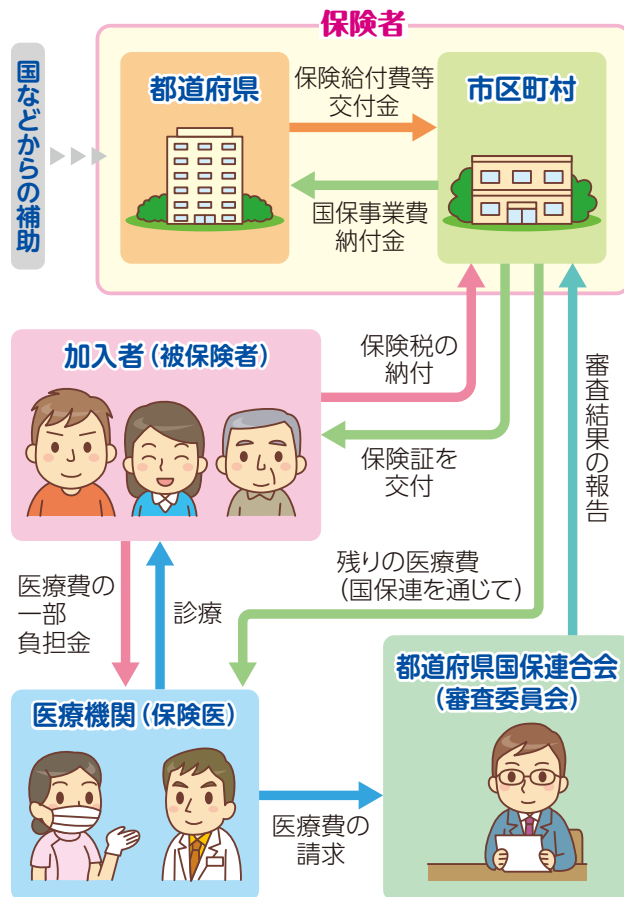 保険者
国などからの補助
都道府県
保険給付費等
交付金
市区町村
国保事業費
納付金
加入者（被保険者）
保険税の
納付
保険証を
交付
審査結果の報告
医療費の
一部
負担金
診療
残りの医療費
（国保連を通じて）
医療機関（保険医）
医療費の
請求
都道府県国保連合会
（審査委員会）